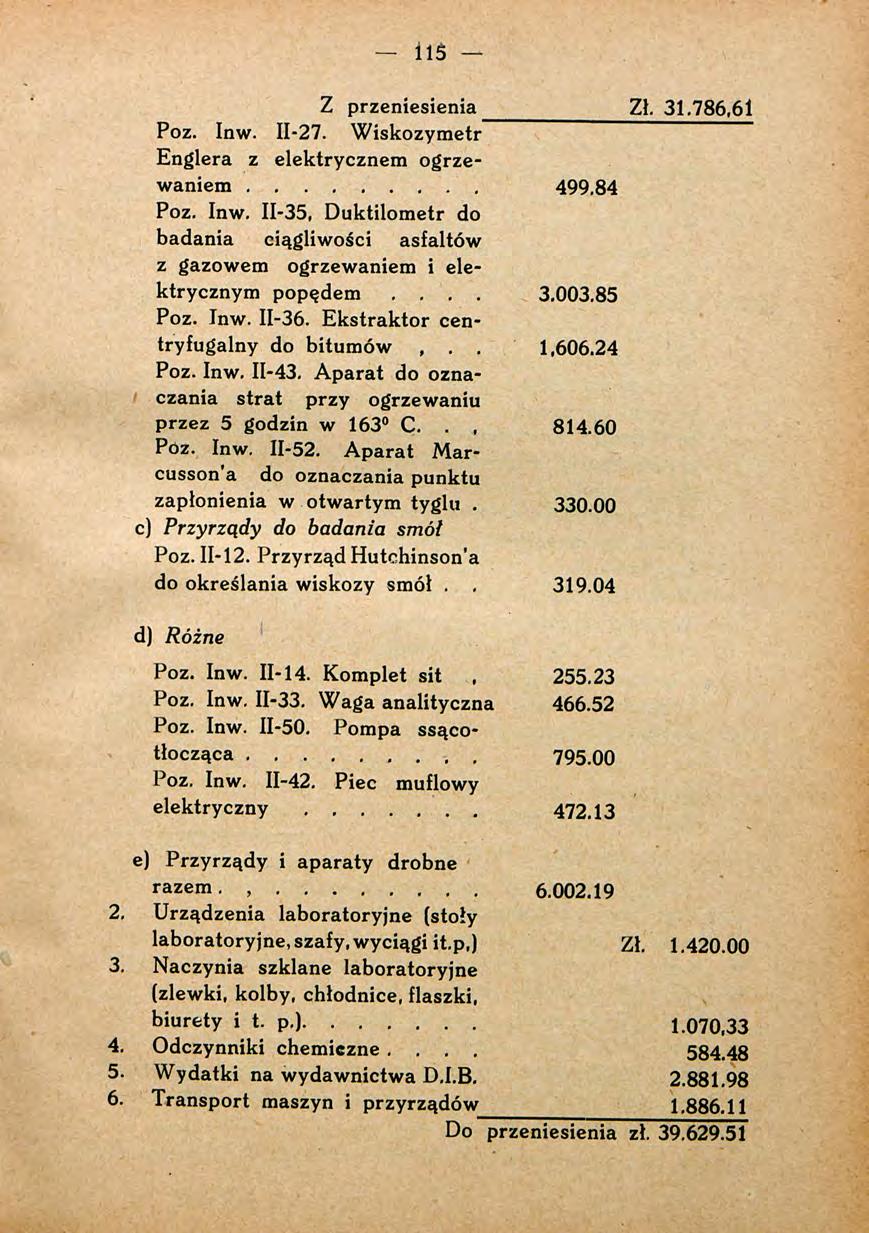 — 115 —
Z przeniesienia Zł. 31.786,61
Poz. Inw. II-27. Wiskozymetr
Englera z elektrycznem ogrze-
waniem . . . . . . . . . 499.84
Poz. Inw. II-35, Duktilometr do
badania ciągliwości asfaltów
z gazowem ogrzewaniem i ele-
ktrycznym popędem . . . . 3.003.85
Poz. Inw. II-36. Ekstraktor cen-
tryfugalny do bitumów , . . 1,606.24
Poz. Inw. II-43. Aparat do ozna-
czania strat przy ogrzewaniu
przez 5 godzin w 163⁰ C. . , 814.60
Poz. Inw. II-52. Aparat Mar-
cusson'a do oznaczania punktu
zapłonienia w otwartym tyglu . 330.00
c) Przyrządy do badania smół
Poz. II-12. Przyrząd Hutchinson'a
do określania wiskozy smół . . 319.04
d) Różne
Poz. Inw. II-14. Komplet sit , 255.23
Poz. Inw. II-33. Waga analityczna 466.52
Poz. Inw. II-50. Pompa ssąco-
tłocząca . . . . . . . . . 795.00
Poz. Inw. II-42. Piec muflowy
elektryczny . . . . . . . 472.13
e) Przyrządy i aparaty drobne
razem . , . . . . . . . . 6.002.19
2. Urządzenia laboratoryjne (stoły
laboratoryjne, szafy, wyciągi it.p.) Zł. 1.420.00
3. Naczynia szklane laboratoryjne
(zlewki, kolby, chłodnice, flaszki,
biurety i t. p.). . . . . . . 1.070,33
4. Odczynniki chemiczne . . . . 584.48
5. Wydatki na wydawnictwa D.I.B. 2.881.98
6. Transport maszyn i przyrządów 1.886.11
Do przeniesienia zł. 39.629.51